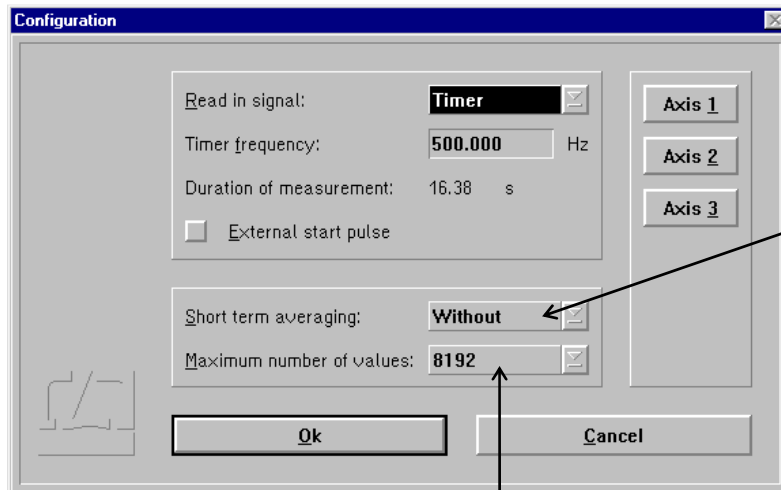 Configuration
Read in signal: Timer
Timer frequency: 500.000 Hz
Duration of measurement: 16.38 s
External start pulse
Axis 1
Axis 2
Axis 3
Short term averaging: Without
Maximum number of values: 8192
Ok Cancel